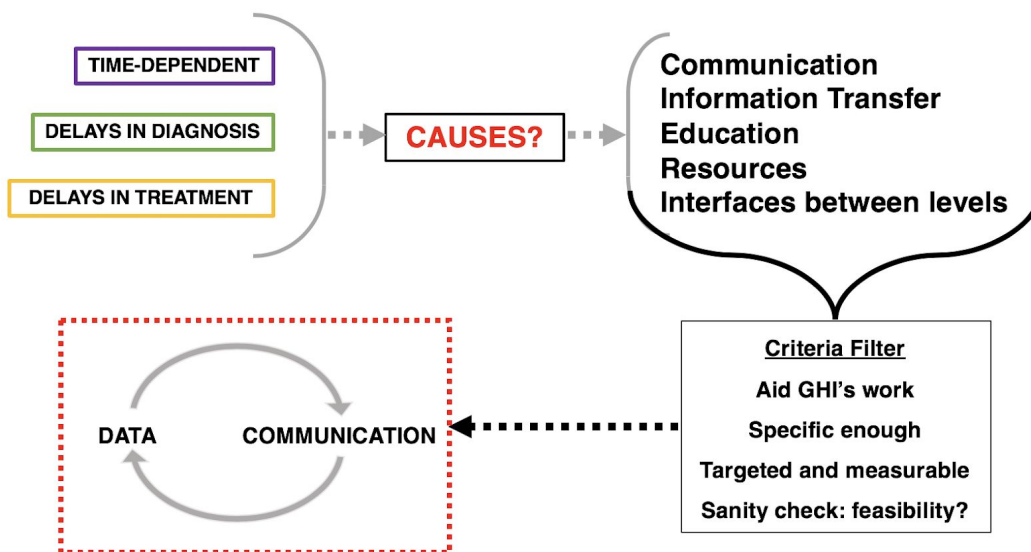 TIME-DEPENDENT
DELAYS IN DIAGNOSIS
DELAYS IN TREATMENT
CAUSES?
Communication
Information Transfer
Education
Resources
Interfaces between levels
Criteria Filter
Aid GHI's work
Specific enough
Targeted and measurable
Sanity check: feasibility?
DATA
COMMUNICATION